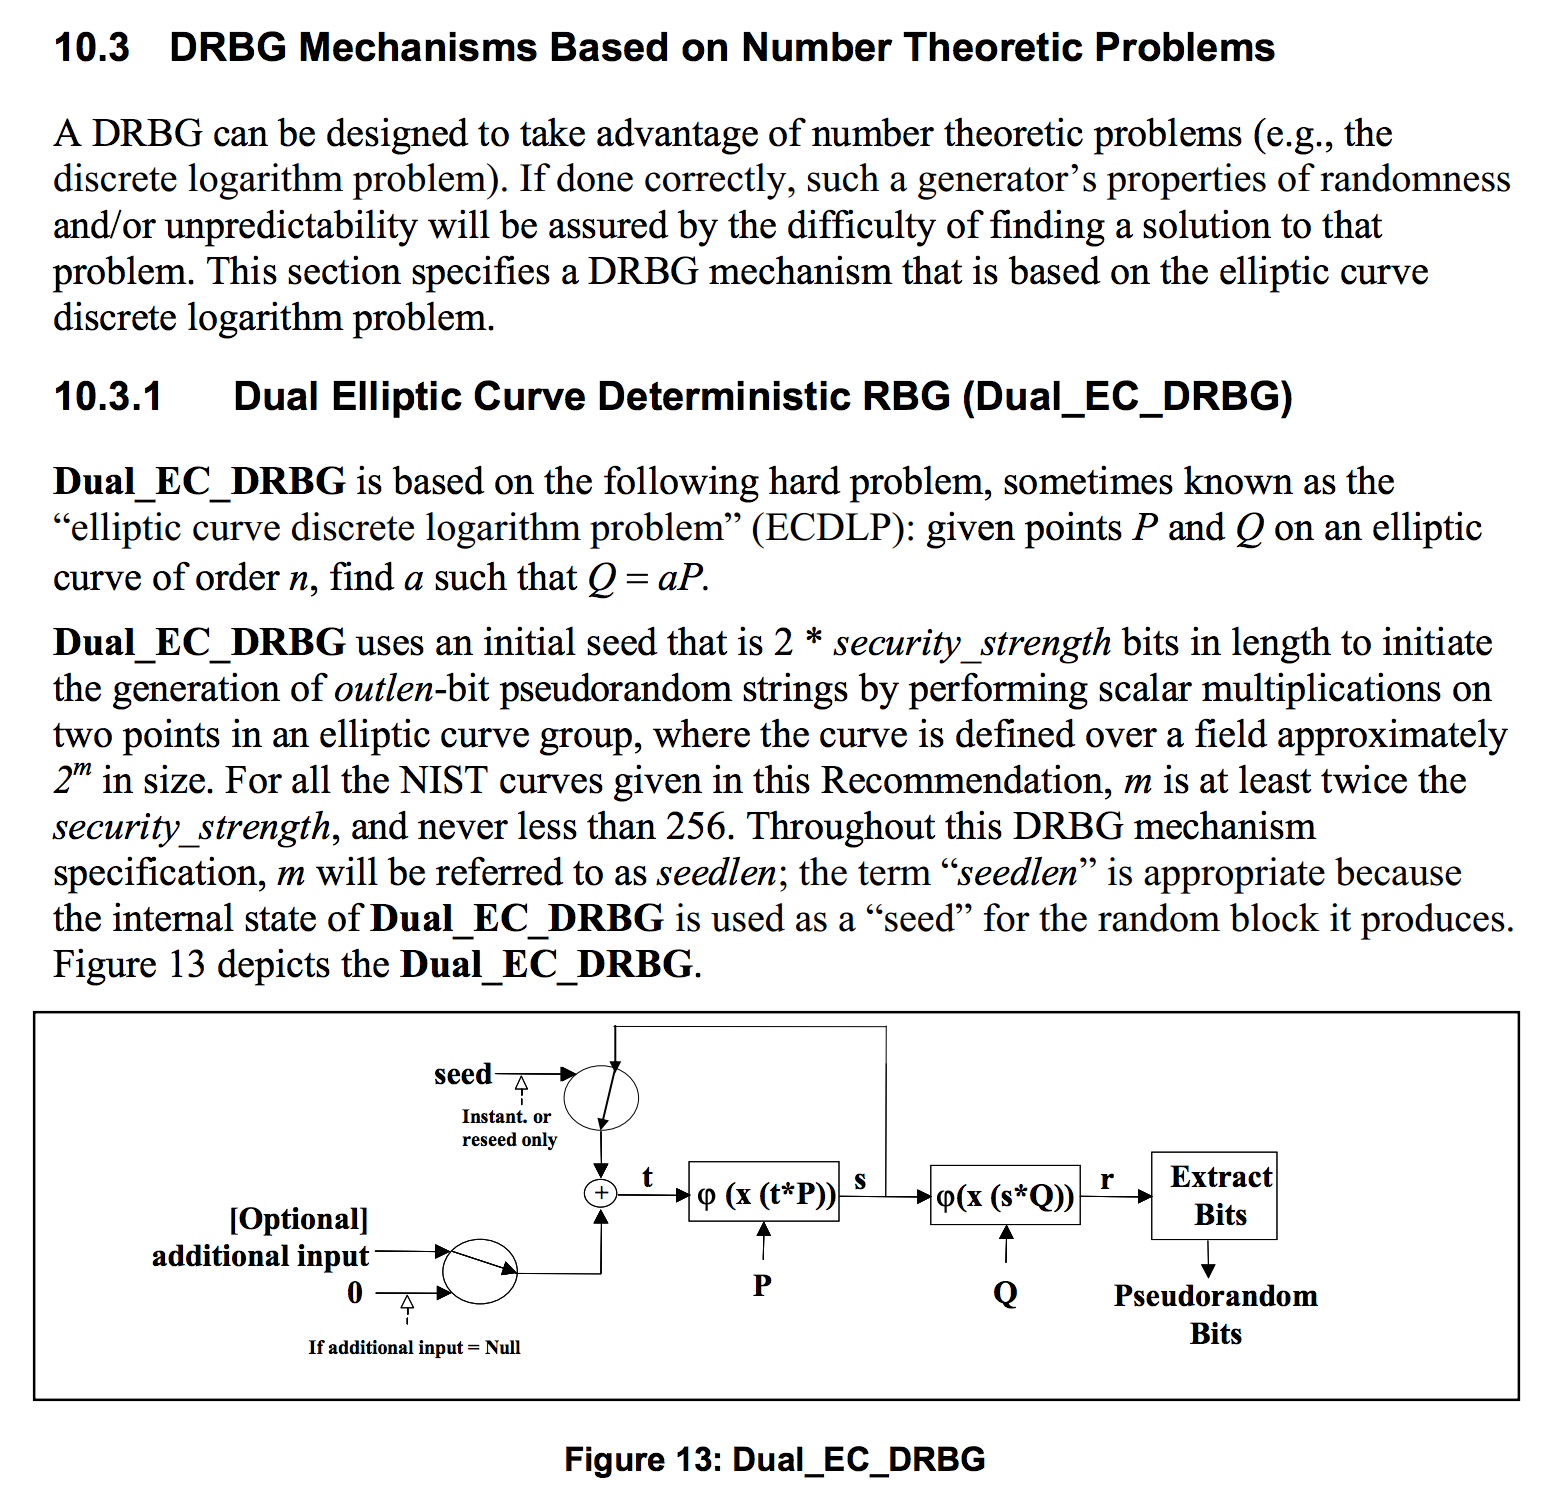 10.3 DRBG Mechanisms Based on Number Theoretic Problems
A DRBG can be designed to take advantage of number theoretic problems (e.g., the
discrete logarithm problem). If done correctly, such a generator’s properties of randomness
and/or unpredictability will be assured by the difficulty of finding a solution to that
problem. This section specifies a DRBG mechanism that is based on the elliptic curve
discrete logarithm problem.
10.3.1 Dual Elliptic Curve Deterministic RBG (Dual_EC_DRBG)
Dual_EC_DRBG is based on the following hard problem, sometimes known as the
“elliptic curve discrete logarithm problem” (ECDLP): given points P and Q on an elliptic
curve of order n, find a such that Q = aP.
Dual_EC_DRBG uses an initial seed that is 2 * security_strength bits in length to initiate
the generation of outlen-bit pseudorandom strings by performing scalar multiplications on
two points in an elliptic curve group, where the curve is defined over a field approximately
2^m in size. For all the NIST curves given in this Recommendation, m is at least twice the
security_strength, and never less than 256. Throughout this DRBG mechanism
specification, m will be referred to as seedlen; the term “seedlen” is appropriate because
the internal state of Dual_EC_DRBG is used as a “seed” for the random block it produces.
Figure 13 depicts the Dual_EC_DRBG.
seed
Instant. or
reseed only
[Optional]
additional input
0
If additional input = Null
+
t
φ (x (t*P))
P
s
φ(x (s*Q))
Q
r
Extract
Bits
Pseudorandom
Bits
Figure 13: Dual_EC_DRBG